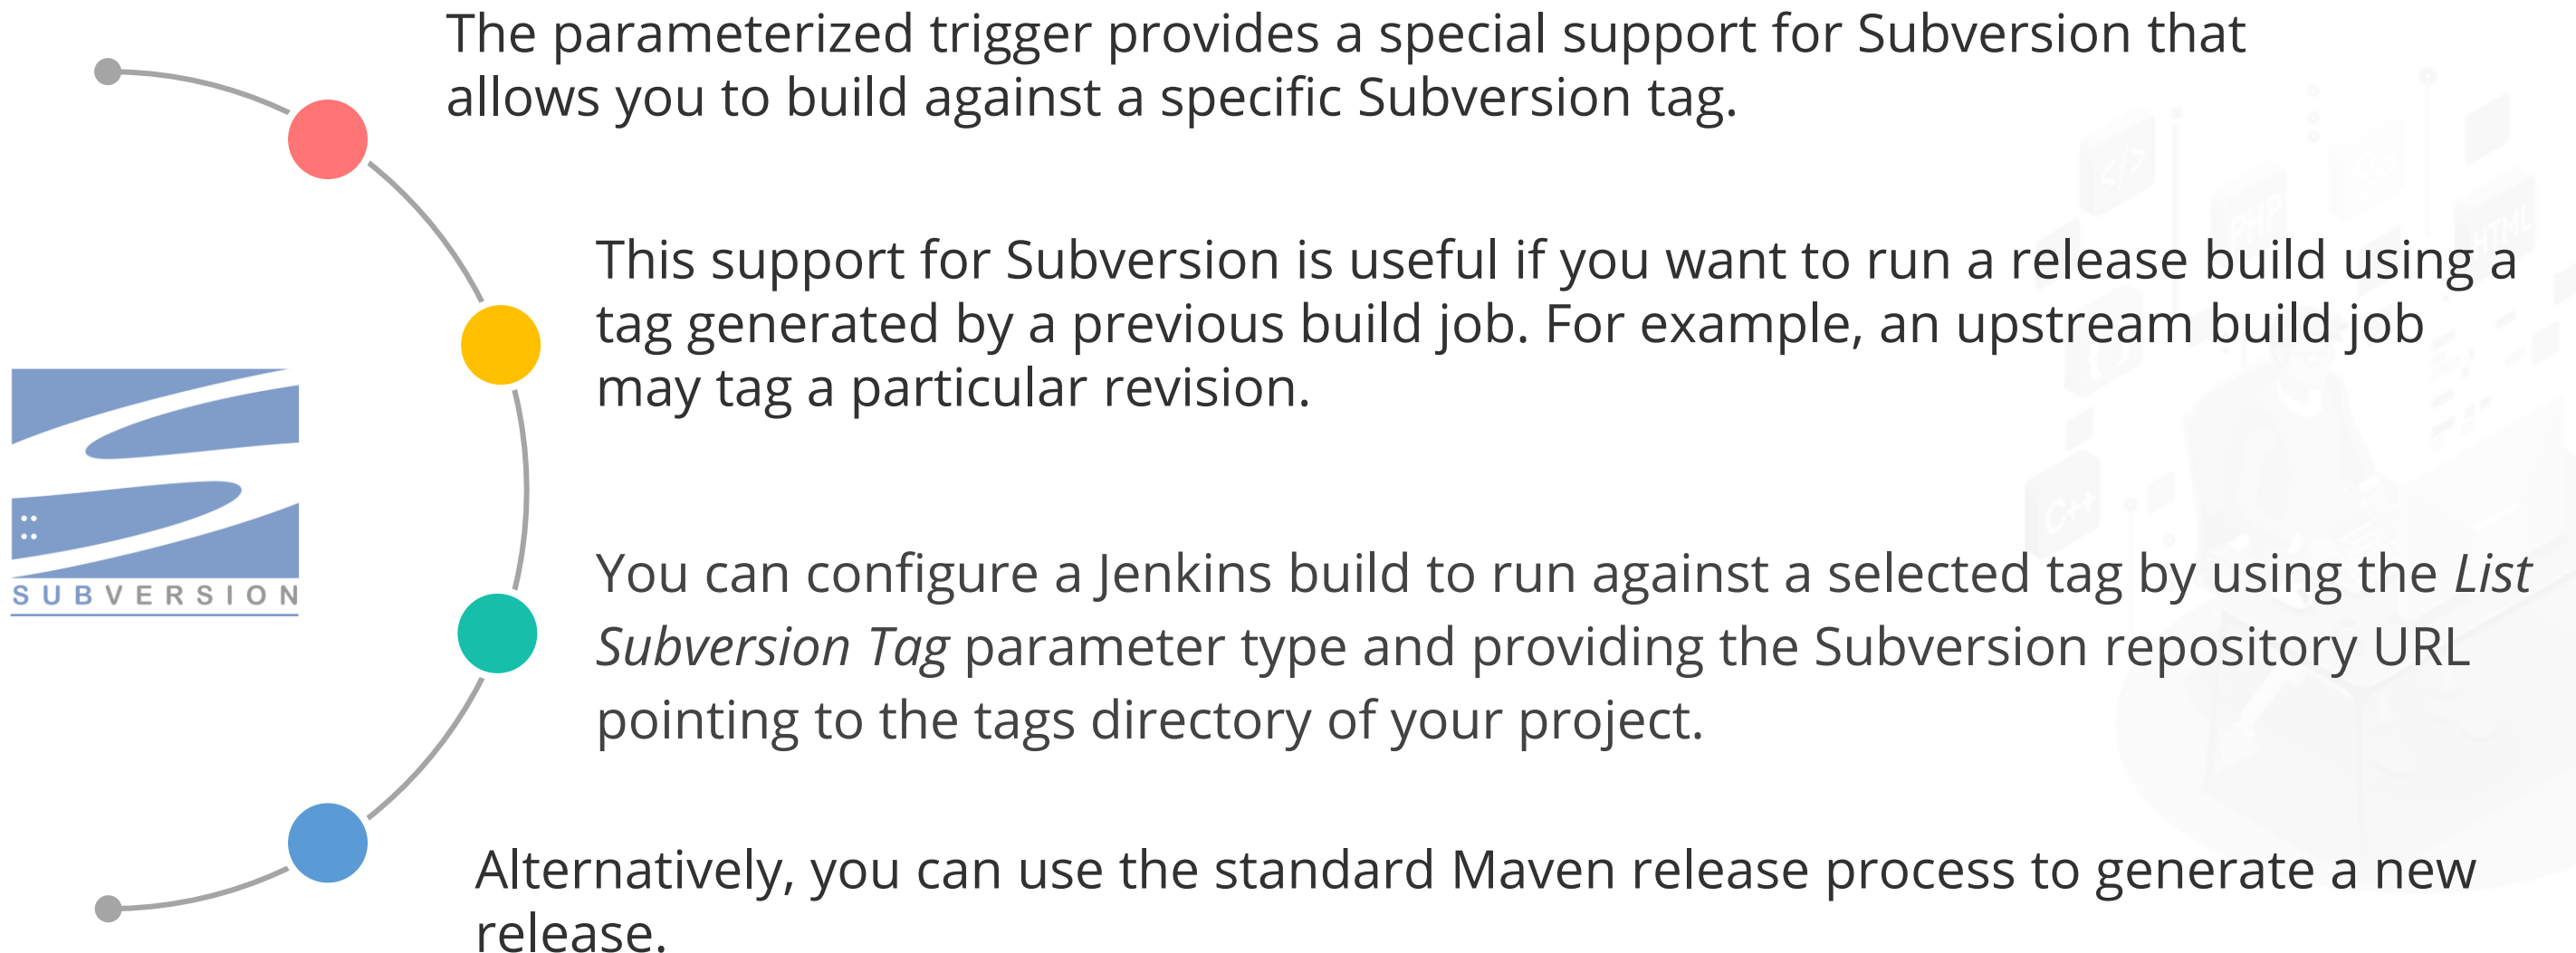 The parameterized trigger provides a special support for Subversion that
allows you to build against a specific Subversion tag.
This support for Subversion is useful if you want to run a release build using a
tag generated by a previous build job. For example, an upstream build job
may tag a particular revision.
SUBVERSION
You can configure a Jenkins build to run against a selected tag by using the List
Subversion Tag parameter type and providing the Subversion repository URL
pointing to the tags directory of your project.
Alternatively, you can use the standard Maven release process to generate a new
release.
<//>
PHP
HTML
C++